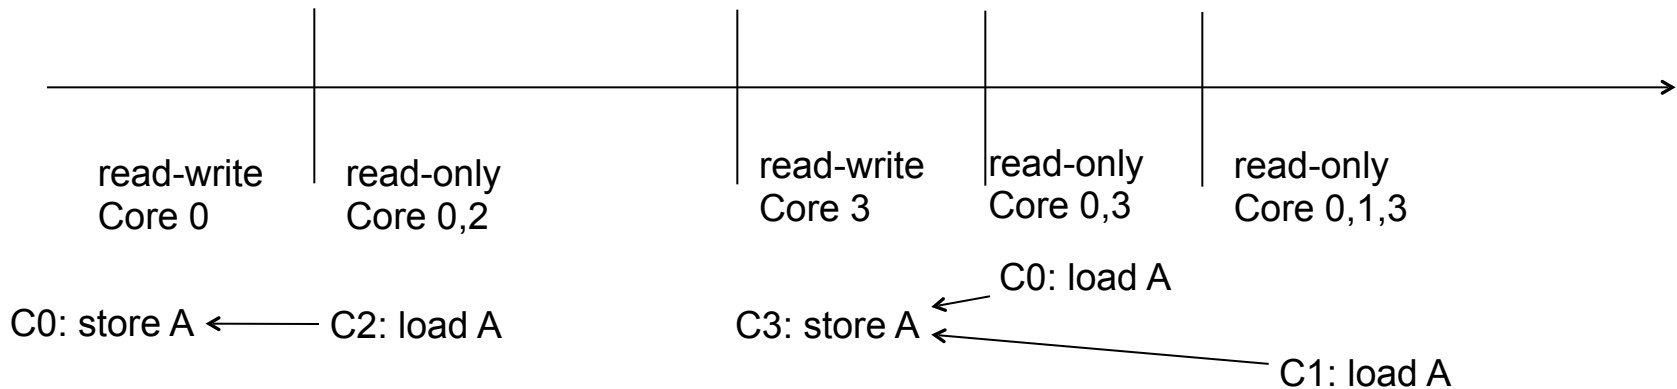 read-write
Core 0
read-only
Core 0,2
read-write
Core 3
read-only
Core 0,3
read-only
Core 0,1,3
C0: store A
C2: load A
C3: store A
C0: load A
C1: load A